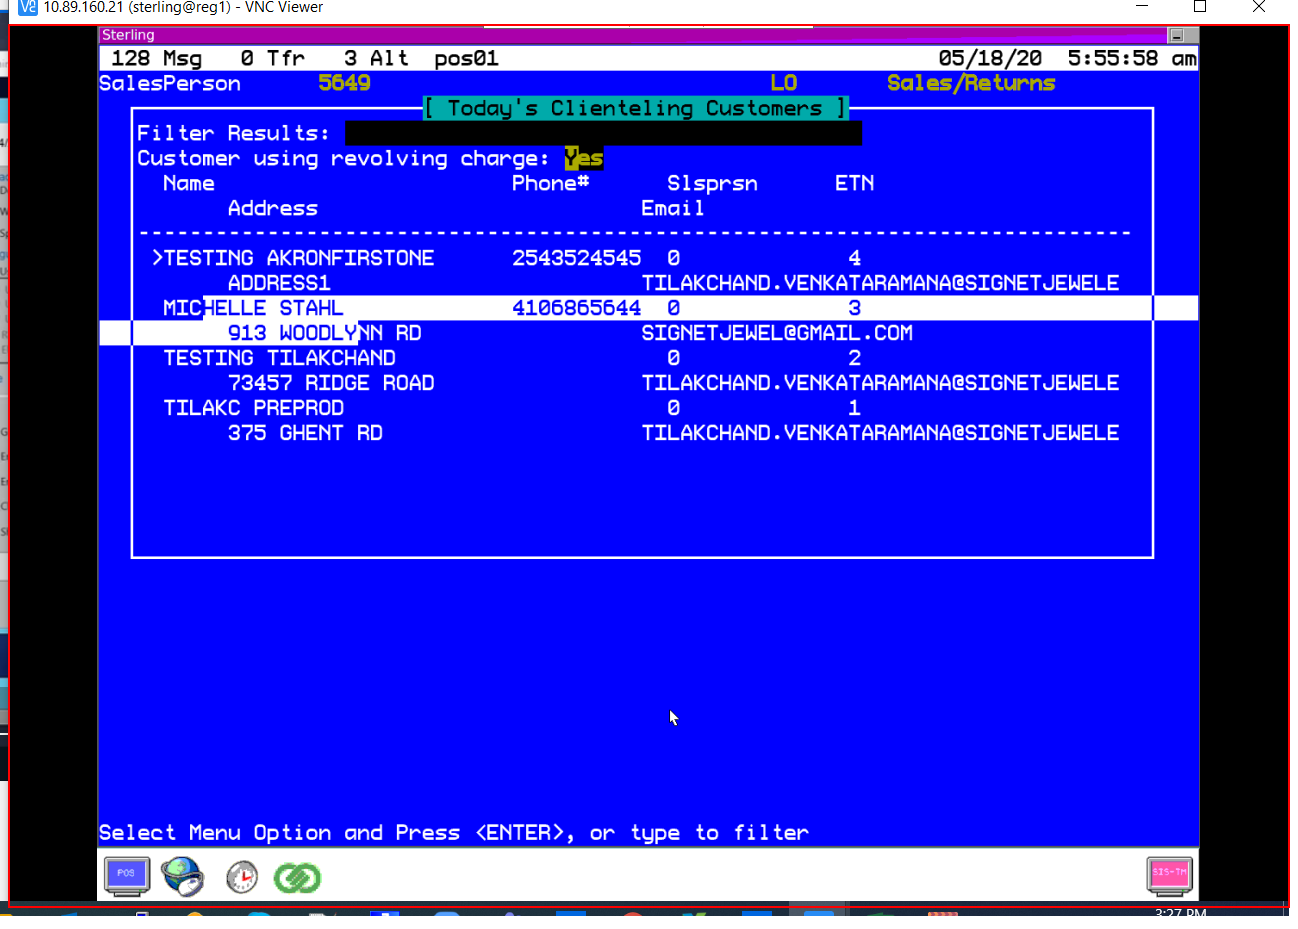 10.89.160.21 (sterling@reg1) - VNC Viewer
Sterling
128 Msg 0 Tfr 3 Alt pos01 05/18/20 5:55:58 am
SalesPerson 5649 LO Sales/Returns
[ Today's Clienteling Customers ]
Filter Results:
Customer using revolving charge: Yes
Name Phone# Slsprsn ETN
Address Email
>TESTING AKRONFIRSTONE 2543524545 0 4
ADDRESS1 TILAKCHAND.VENKATARAMANA@SIGNETJEWELE
MICHELLE STAHL 4106865644 0 3
913 WOODLYNN RD SIGNETJEWEL@GMAIL.COM
TESTING TILAKCHAND 0 2
73457 RIDGE ROAD TILAKCHAND.VENKATARAMANA@SIGNETJEWELE
TILAKC PREPROD 0 1
375 GHENT RD TILAKCHAND.VENKATARAMANA@SIGNETJEWELE
Select Menu Option and Press <ENTER>, or type to filter
POS SIS-TM
3:27 PM